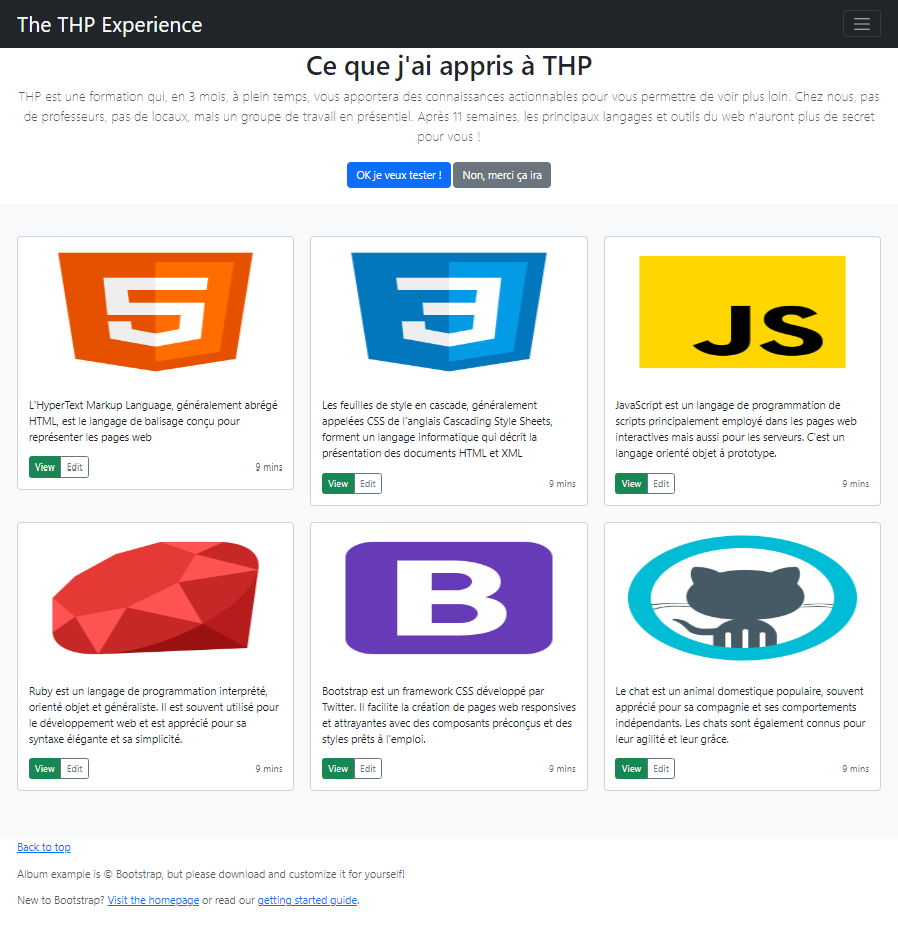 The THP Experience
Ce que j'ai appris à THP
THP est une formation qui, en 3 mois, à plein temps, vous apportera des connaissances actionnables pour vous permettre de voir plus loin. Chez nous, pas
de professeurs, pas de locaux, mais un groupe de travail en présentiel. Après 11 semaines, les principaux langages et outils du web n'auront plus de secret
pour vous !
OK je veux tester ! Non, merci ça ira
5
3
JS
L'HyperText Markup Language, généralement abrégé
HTML, est le langage de balisage conçu pour
représenter les pages web
View Edit 9 mins
Les feuilles de style en cascade, généralement
appelées CSS de l'anglais Cascading Style Sheets,
forment un langage informatique qui décrit la
présentation des documents HTML et XML
View Edit 9 mins
JavaScript est un langage de programmation de
scripts principalement employé dans les pages web
interactives mais aussi pour les serveurs. C'est un
langage orienté objet à prototype.
View Edit 9 mins
B
Ruby est un langage de programmation interprété,
orienté objet et généraliste. Il est souvent utilisé pour
le développement web et est apprécié pour sa
syntaxe élégante et sa simplicité.
View Edit 9 mins
Bootstrap est un framework CSS développé par
Twitter. Il facilite la création de pages web responsives
et attrayantes avec des composants préconçus et des
styles prêts à l'emploi.
View Edit 9 mins
Le chat est un animal domestique populaire, souvent
apprécié pour sa compagnie et ses comportements
indépendants. Les chats sont également connus pour
leur agilité et leur grâce.
View Edit 9 mins
Back to top
Album example is © Bootstrap, but please download and customize it for yourself!
New to Bootstrap? Visit the homepage or read our getting started guide.